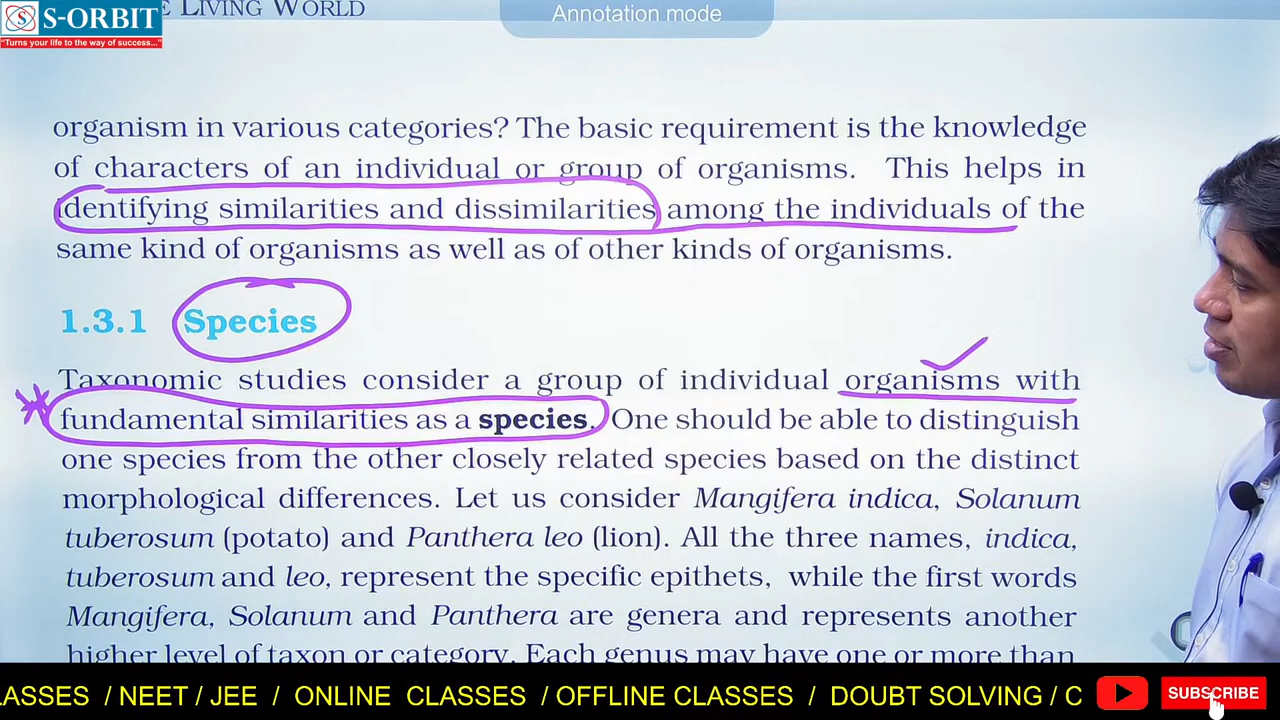 S-ORBIT
"Turns your life to the way of success..."
E LIVING WORLD
Annotation mode
organism in various categories? The basic requirement is the knowledge
of characters of an individual or group of organisms. This helps in
identifying similarities and dissimilarities among the individuals of the
same kind of organisms as well as of other kinds of organisms.
1.3.1 Species
Taxonomic studies consider a group of individual organisms with
fundamental similarities as a species. One should be able to distinguish
one species from the other closely related species based on the distinct
morphological differences. Let us consider Mangifera indica, Solanum
tuberosum (potato) and Panthera leo (lion). All the three names, indica,
tuberosum and leo, represent the specific epithets, while the first words
Mangifera, Solanum and Panthera are genera and represents another
higher level of taxon or category. Each genus may have one or more than
LASSES / NEET / JEE / ONLINE CLASSES / OFFLINE CLASSES / DOUBT SOLVING / C
SUBSCRIBE